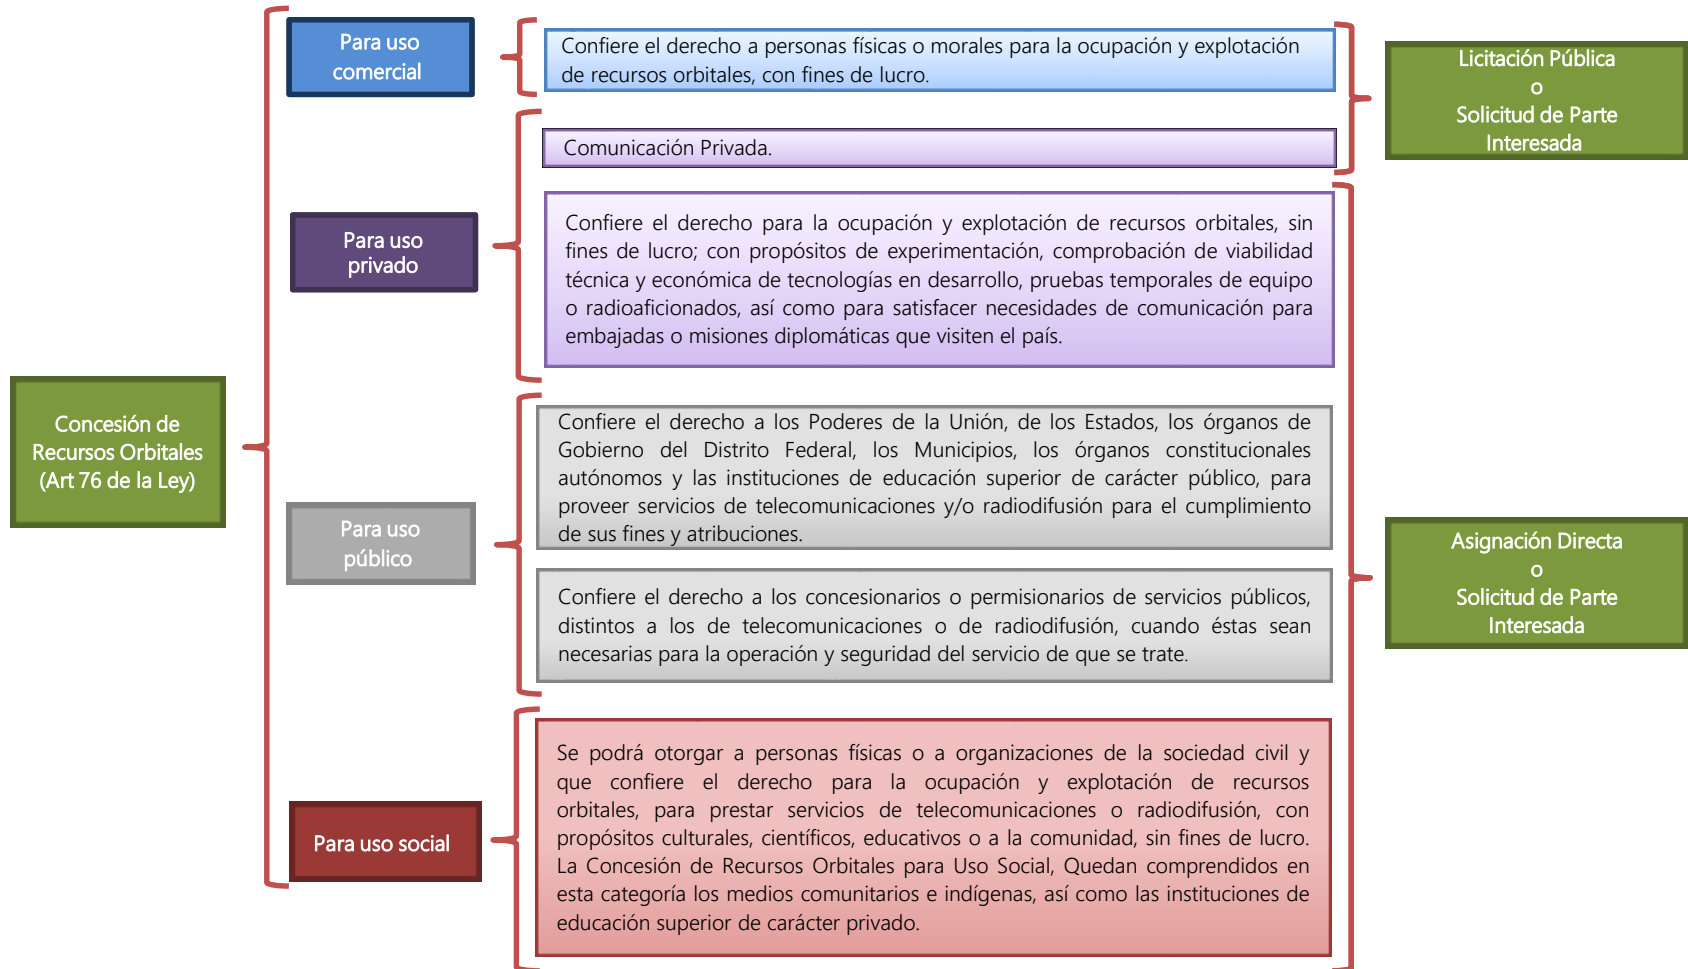 Concesión de
Recursos Orbitales
(Art 76 de la Ley)
Para uso
comercial
Confiere el derecho a personas físicas o morales para la ocupación y explotación
de recursos orbitales, con fines de lucro.
Para uso
privado
Comunicación Privada.
Confiere el derecho para la ocupación y explotación de recursos orbitales, sin
fines de lucro; con propósitos de experimentación, comprobación de viabilidad
técnica y económica de tecnologías en desarrollo, pruebas temporales de equipo
o radioaficionados, así como para satisfacer necesidades de comunicación para
embajadas o misiones diplomáticas que visiten el país.
Para uso
público
Confiere el derecho a los Poderes de la Unión, de los Estados, los órganos de
Gobierno del Distrito Federal, los Municipios, los órganos constitucionales
autónomos y las instituciones de educación superior de carácter público, para
proveer servicios de telecomunicaciones y/o radiodifusión para el cumplimiento
de sus fines y atribuciones.
Confiere el derecho a los concesionarios o permisionarios de servicios públicos,
distintos a los de telecomunicaciones o de radiodifusión, cuando éstas sean
necesarias para la operación y seguridad del servicio de que se trate.
Para uso social
Se podrá otorgar a personas físicas o a organizaciones de la sociedad civil y
que confiere el derecho para la ocupación y explotación de recursos
orbitales, para prestar servicios de telecomunicaciones o radiodifusión, con
propósitos culturales, científicos, educativos o a la comunidad, sin fines de lucro.
La Concesión de Recursos Orbitales para Uso Social, Quedan comprendidos en
esta categoría los medios comunitarios e indígenas, así como las instituciones de
educación superior de carácter privado.
Licitación Pública
o
Solicitud de Parte
Interesada
Asignación Directa
o
Solicitud de Parte
Interesada